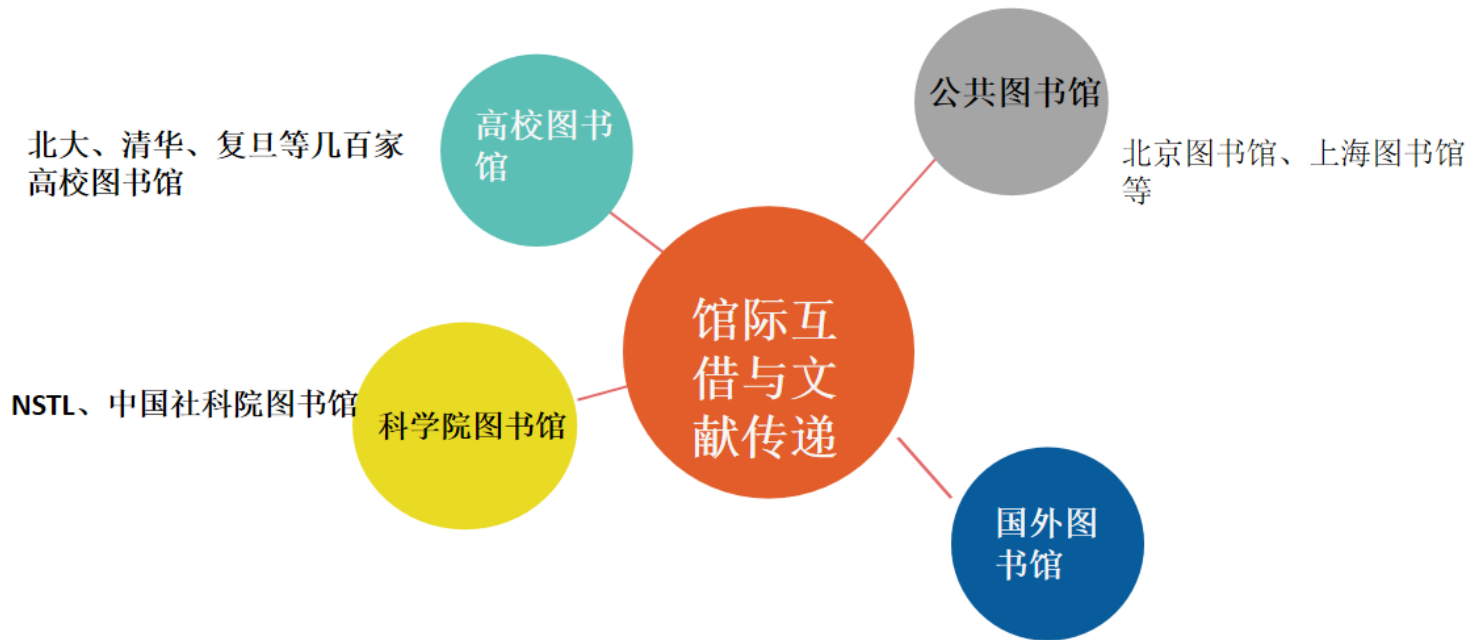 北大、清华、复旦等几百家
高校图书馆
高校图书
馆
公共图书馆
北京图书馆、上海图书馆
等
馆际互
借与文
献传递
NSTL、中国社科院图书馆
科学院图书馆
国外图
书馆